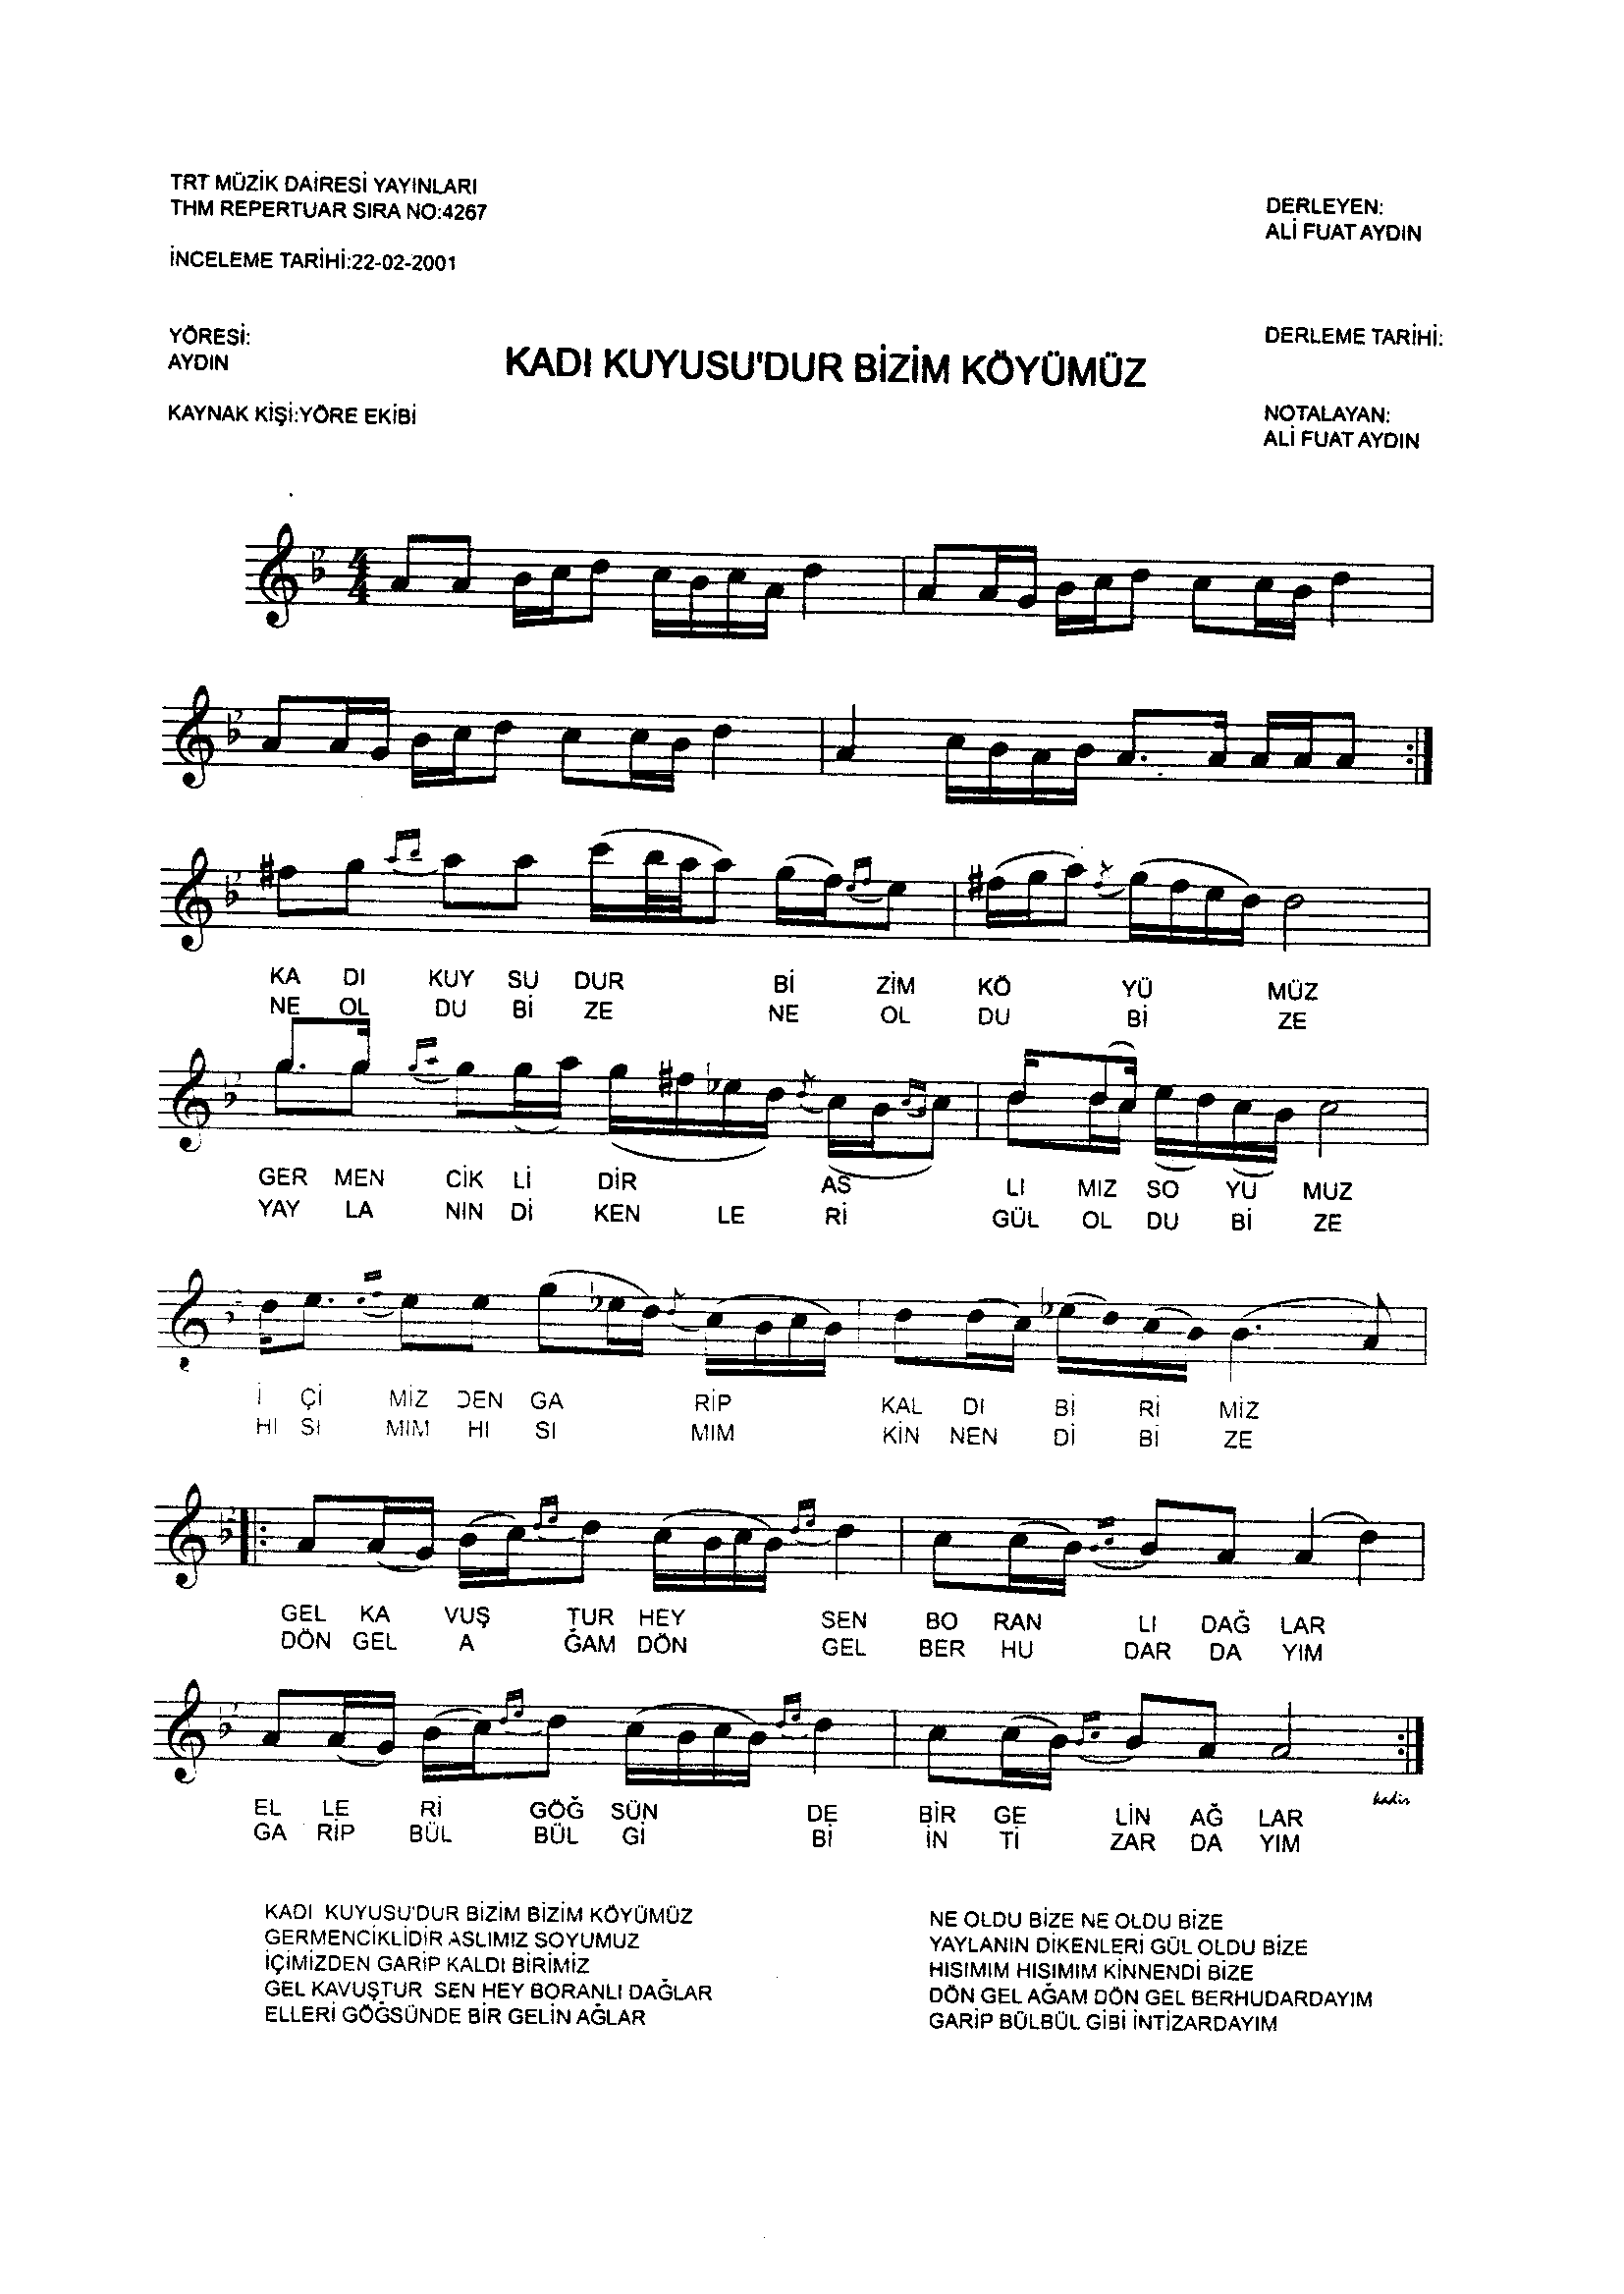 TRT MÜZİK DAİRESİ YAYINLARI
THM REPERTUAR SIRA NO:4267
İNCELEME TARİHİ:22-02-2001
DERLEYEN:
ALİ FUAT AYDIN
YÖRESİ:
AYDIN
DERLEME TARİHİ:
KADI KUYUSU'DUR BİZİM KÖYÜMÜZ
KAYNAK KİŞİ:YÖRE EKİBİ
NOTALAYAN:
ALİ FUAT AYDIN
KA DI KUY SU DUR Bİ ZİM KÖ YÜ MÜZ
NE OL DU Bİ ZE NE OL DU Bİ ZE
GER MEN CİK Lİ DİR AS LI MIZ SO YU MUZ
YAY LA NIN Dİ KEN LE Rİ GÜL OL DU Bİ ZE
İ Çİ MİZ DEN GA RİP KAL DI Bİ Rİ MİZ
HI SI MIM HI SI MIM KİN NEN Dİ Bİ ZE
GEL KA VUŞ TUR HEY SEN BO RAN LI DAĞ LAR
DÖN GEL A ĞAM DÖN GEL BER HU DAR DA YIM
EL LE Rİ GÖĞ SÜN DE BİR GE LİN AĞ LAR
GA RİP BÜL BÜL Gİ Bİ İN Tİ ZAR DA YIM
kadir
KADI KUYUSU'DUR BİZİM BİZİM KÖYÜMÜZ
GERMENCİKLİDİR ASLIMIZ SOYUMUZ
İÇİMİZDEN GARİP KALDI BİRİMİZ
GEL KAVUŞTUR SEN HEY BORANLI DAĞLAR
ELLERİ GÖĞSÜNDE BİR GELİN AĞLAR
NE OLDU BİZE NE OLDU BİZE
YAYLANIN DİKENLERİ GÜL OLDU BİZE
HISIMIM HISIMIM KİNNENDİ BİZE
DÖN GEL AĞAM DÖN GEL BERHUDARDAYIM
GARİP BÜLBÜL GİBİ İNTİZARDAYIM